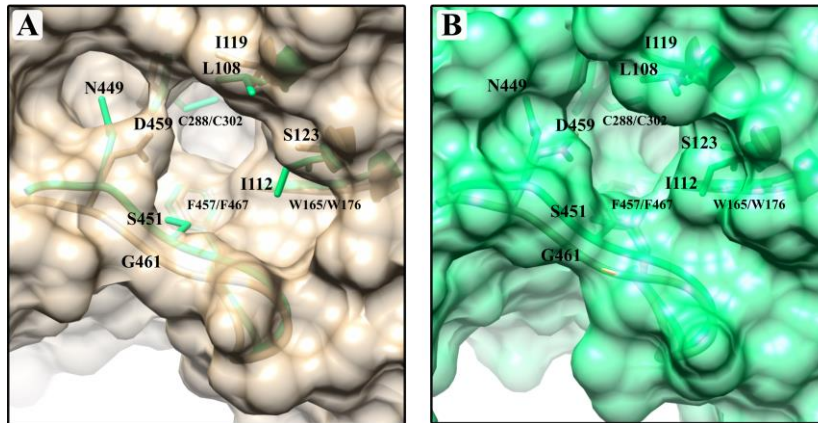 A
I119
L108
N449
D459
C288/C302
S123
I112
F457/F467
W165/W176
S451
G461
B
I119
L108
N449
D459
C288/C302
S123
I112
F457/F467
W165/W176
S451
G461